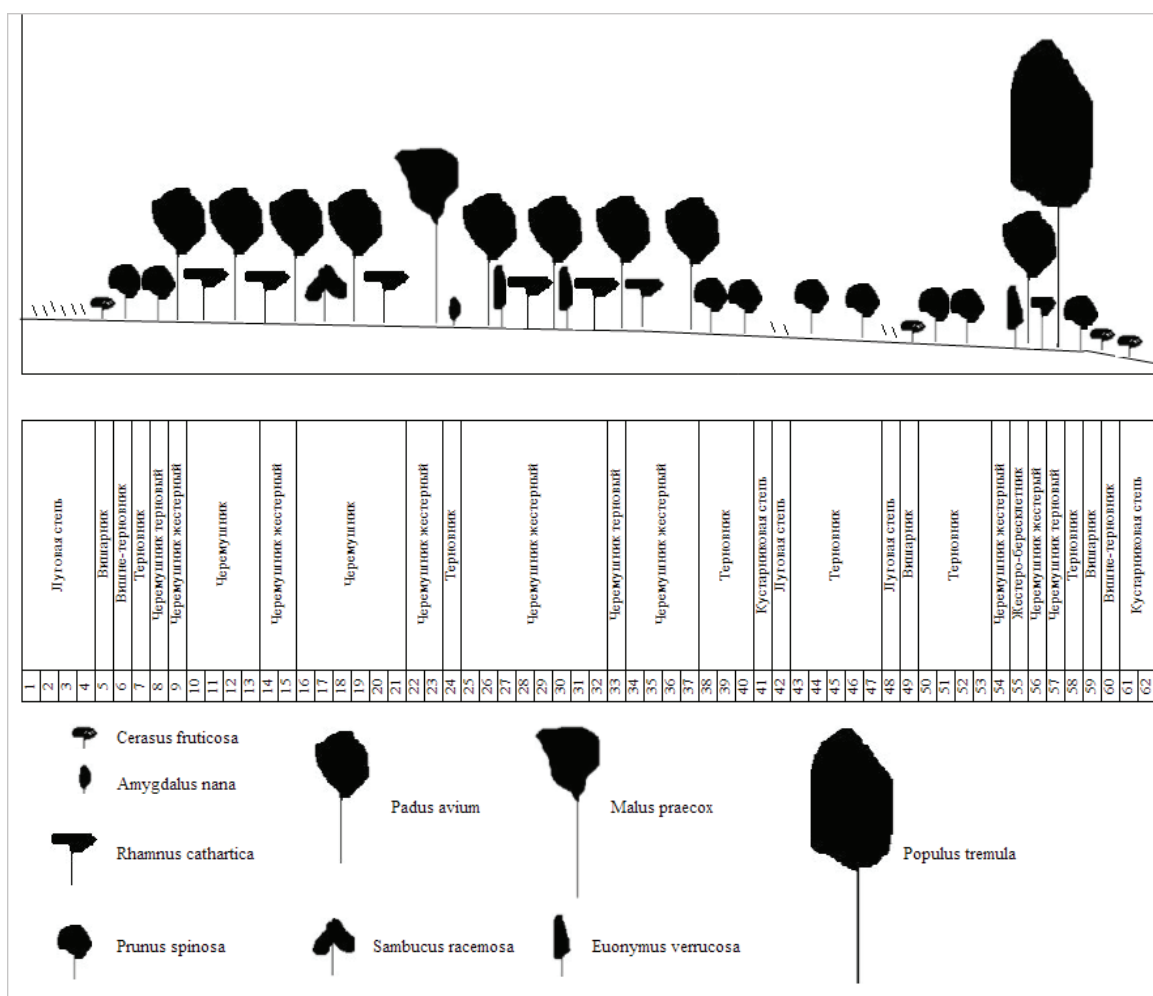 Луговая степь
Вишарник
Вишне-терновник
Терновник
Черемушник терновый
Черемушник жестерный
Черемушник
Черемушник жестерный
Черемушник
Черемушник жестерный
Терновник
Черемушник жестерный
Черемушник терновый
Черемушник жестерный
Терновник
Кустарниковая степь
Луговая степь
Терновник
Луговая степь
Вишарник
Терновник
Черемушник жестерный
Жестеро-берескletник
Черемушник жестерый
Черемушник терновый
Терновник
Вишарник
Вишне-терновник
Кустарниковая степь
1 2 3 4 5 6 7 8 9 10 11 12 13 14 15 16 17 18 19 20 21 22 23 24 25 26 27 28 29 30 31 32 33 34 35 36 37 38 39 40 41 42 43 44 45 46 47 48 49 50 51 52 53 54 55 56 57 58 59 60 61 62
Cerasus fruticosa
Amygdalus nana
Rhamnus cathartica
Prunus spinosa
Padus avium
Sambucus racemosa
Malus praecox
Euonymus verrucosa
Populus tremula